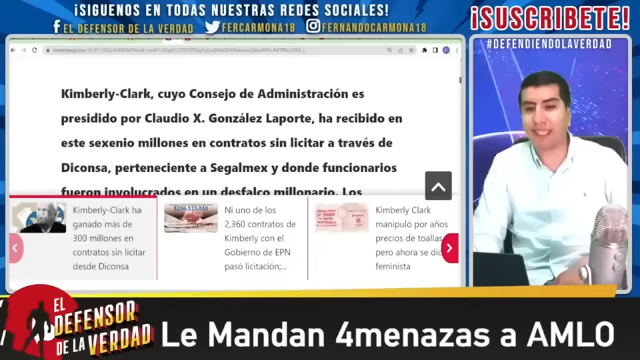 ¡SIGUENOS EN TODAS NUESTRAS REDES SOCIALES!
EL DEFENSOR DE LA VERDAD FERCARMONA18 @FERNANDOCARMONA18
¡SUSCRIBETE!
#DEFENDIENDOLAVERDAD
Kimberly-Clark, cuyo Consejo de Administración es
presidido por Claudio X. González Laporte, ha recibido en
este sexenio millones en contratos sin licitar a través de
Diconsa, perteneciente a Segalmex y donde funcionarios
fueron involucrados en un desfalco millonario. Los
Kimberly-Clark ha
ganado más de
300 millones en
contratos sin licitar
desde Diconsa
Ni uno de los
2,360 contratos de
Kimberly con el
Gobierno de EPN
pasó licitación;...
Kimberly Clark
manipuló por años
precios de toallas
pero ahora se dic
feminista
EL
DEFENSOR
DE LA VERDAD
Le Mandan 4menazas a AMLO